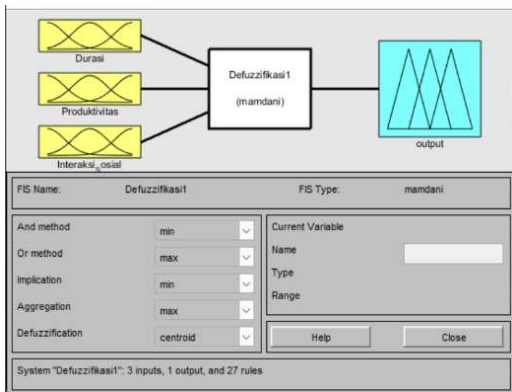 Durasi
Produktivitas
Interaksi_sosial
Defuzzifikasi1
(mamdani)
output
FIS Name: Defuzzifikasi1 FIS Type: mamdani
And method min
Or method max
Implication min
Aggregation max
Defuzzification centroid
Current Variable
Name
Type
Range
Help Close
System "Defuzzifikasi1": 3 inputs, 1 output, and 27 rules